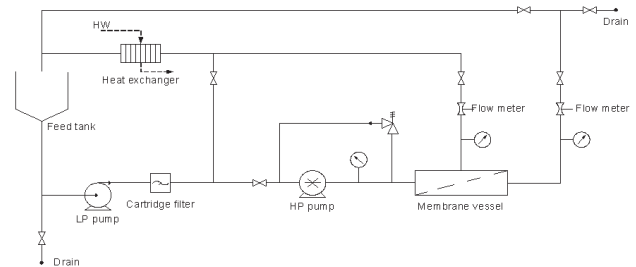 Drain
HW
Heat exchanger
Flow meter
Flow meter
Feed tank
LP pump
Cartridge filter
HP pump
Membrane vessel
Drain